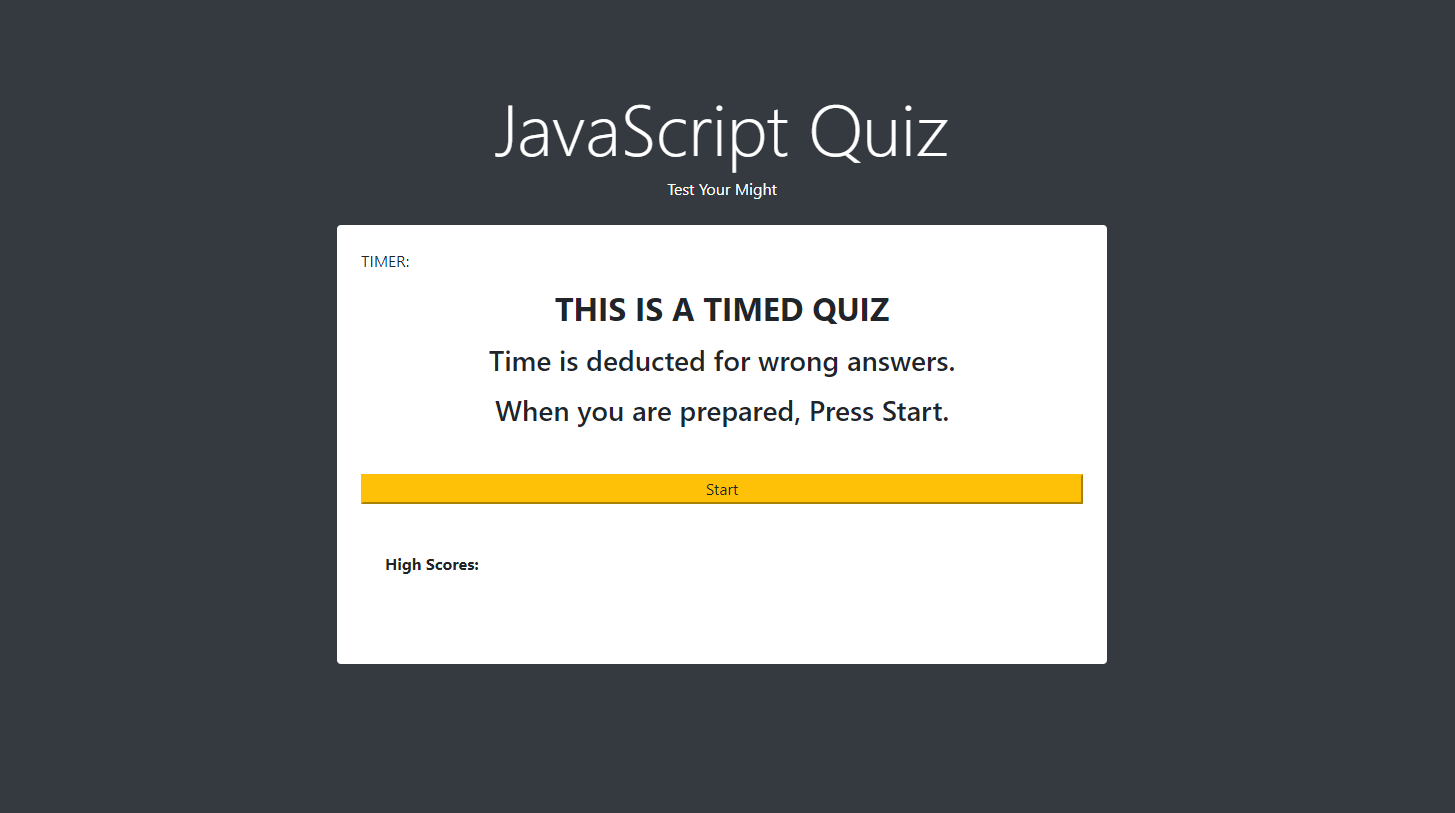 JavaScript Quiz
Test Your Might
TIMER:
THIS IS A TIMED QUIZ
Time is deducted for wrong answers.
When you are prepared, Press Start.
Start
High Scores: